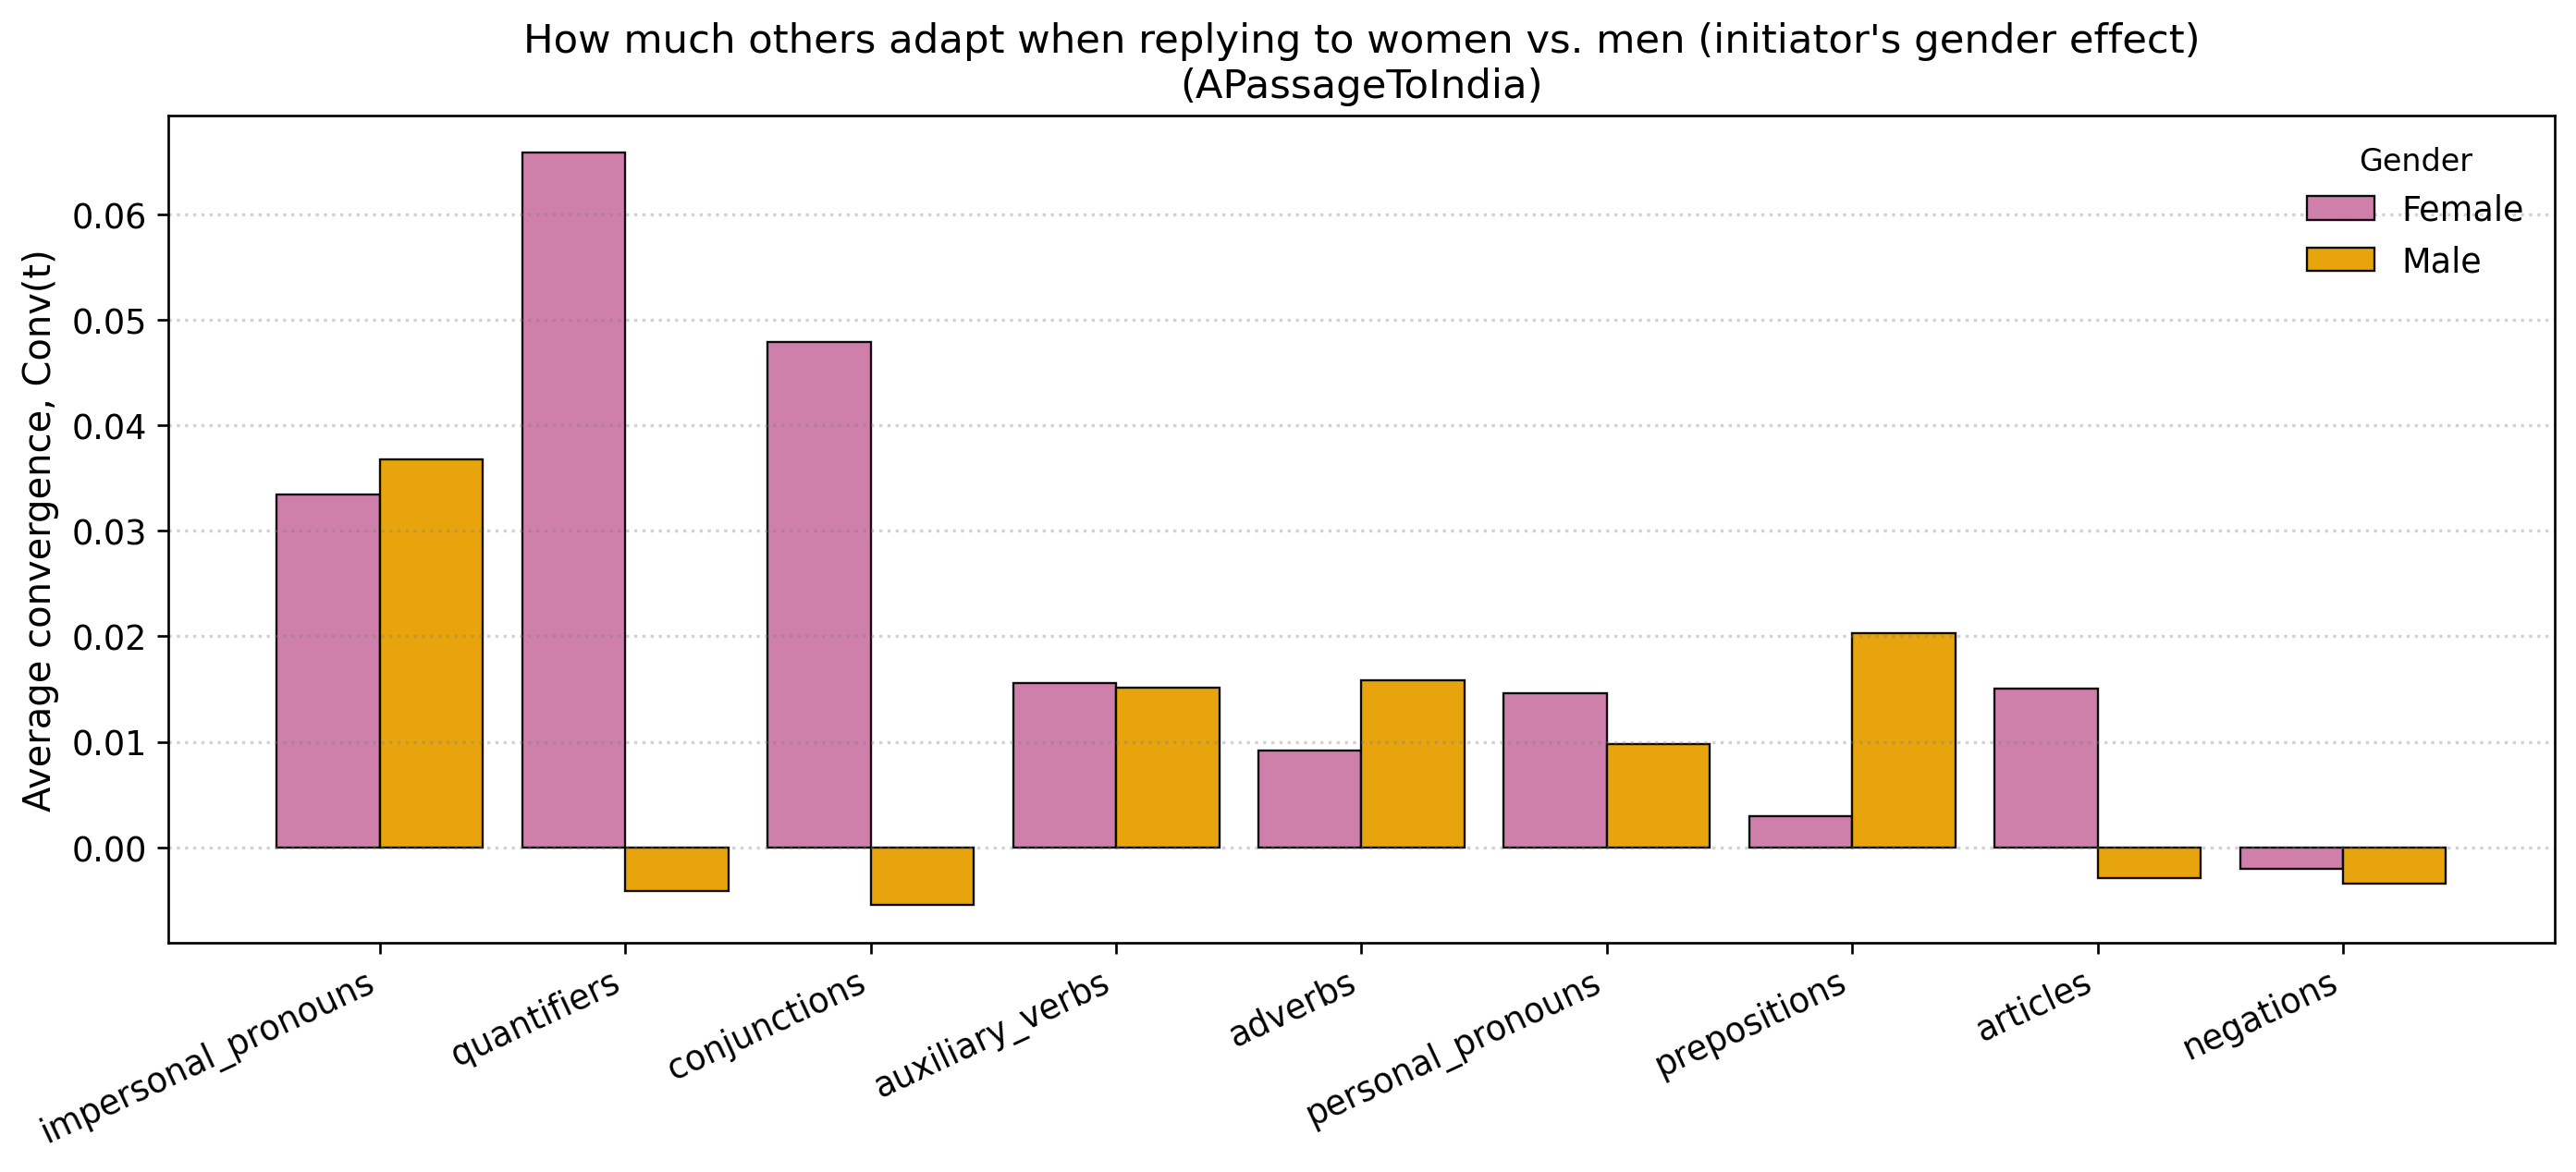 How much others adapt when replying to women vs. men (initiator's gender effect)
(APassageToIndia)
Gender
Female
Male
Average convergence, Conv(t)
0.06
0.05
0.04
0.03
0.02
0.01
0.00
impersonal_pronouns
quantifiers
conjunctions
auxiliary_verbs
adverbs
personal_pronouns
prepositions
articles
negations